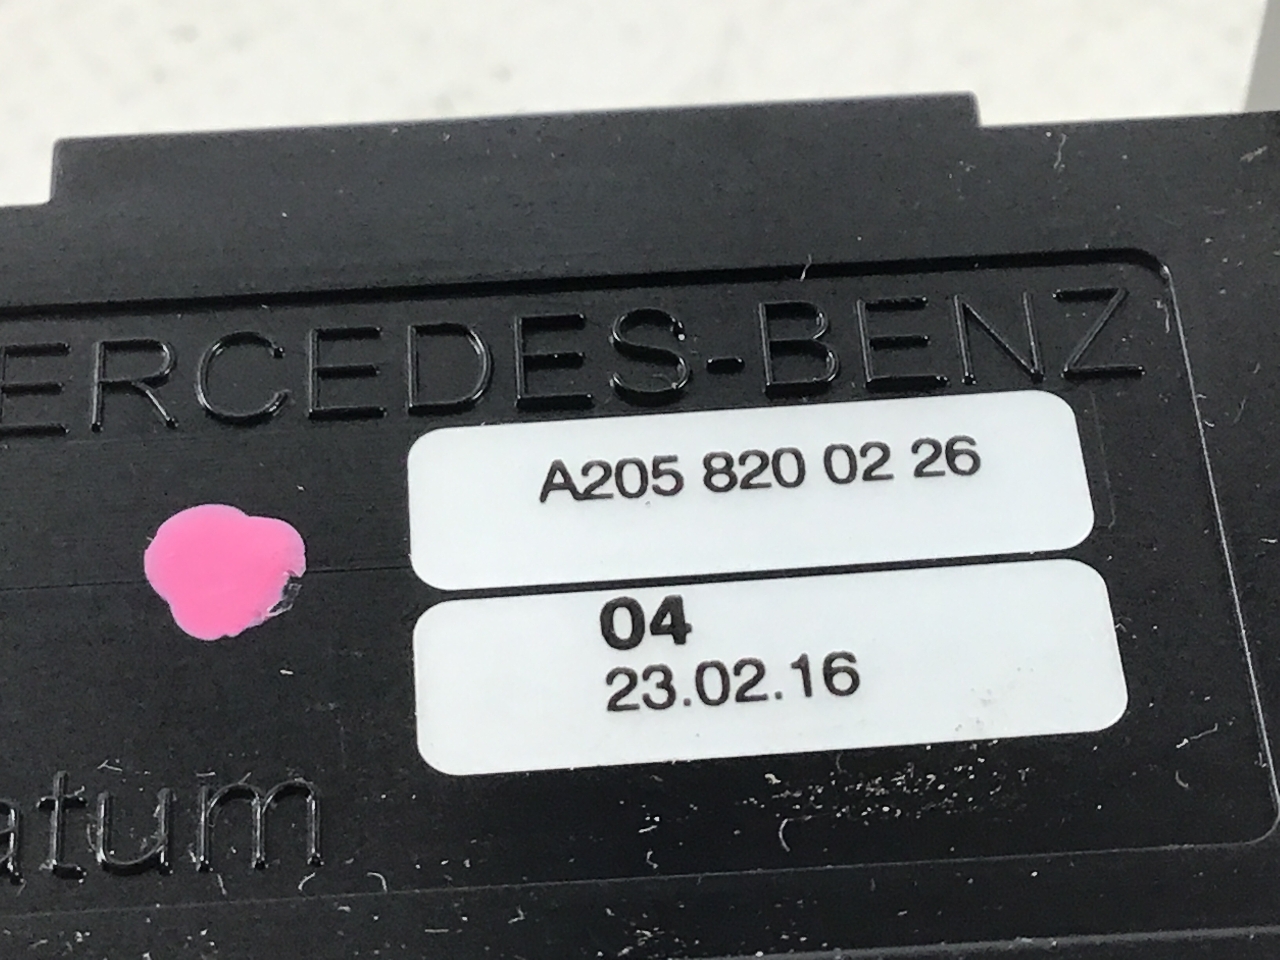 ERCEDES-BENZ
A205 820 02 26
04
23.02.16
atum